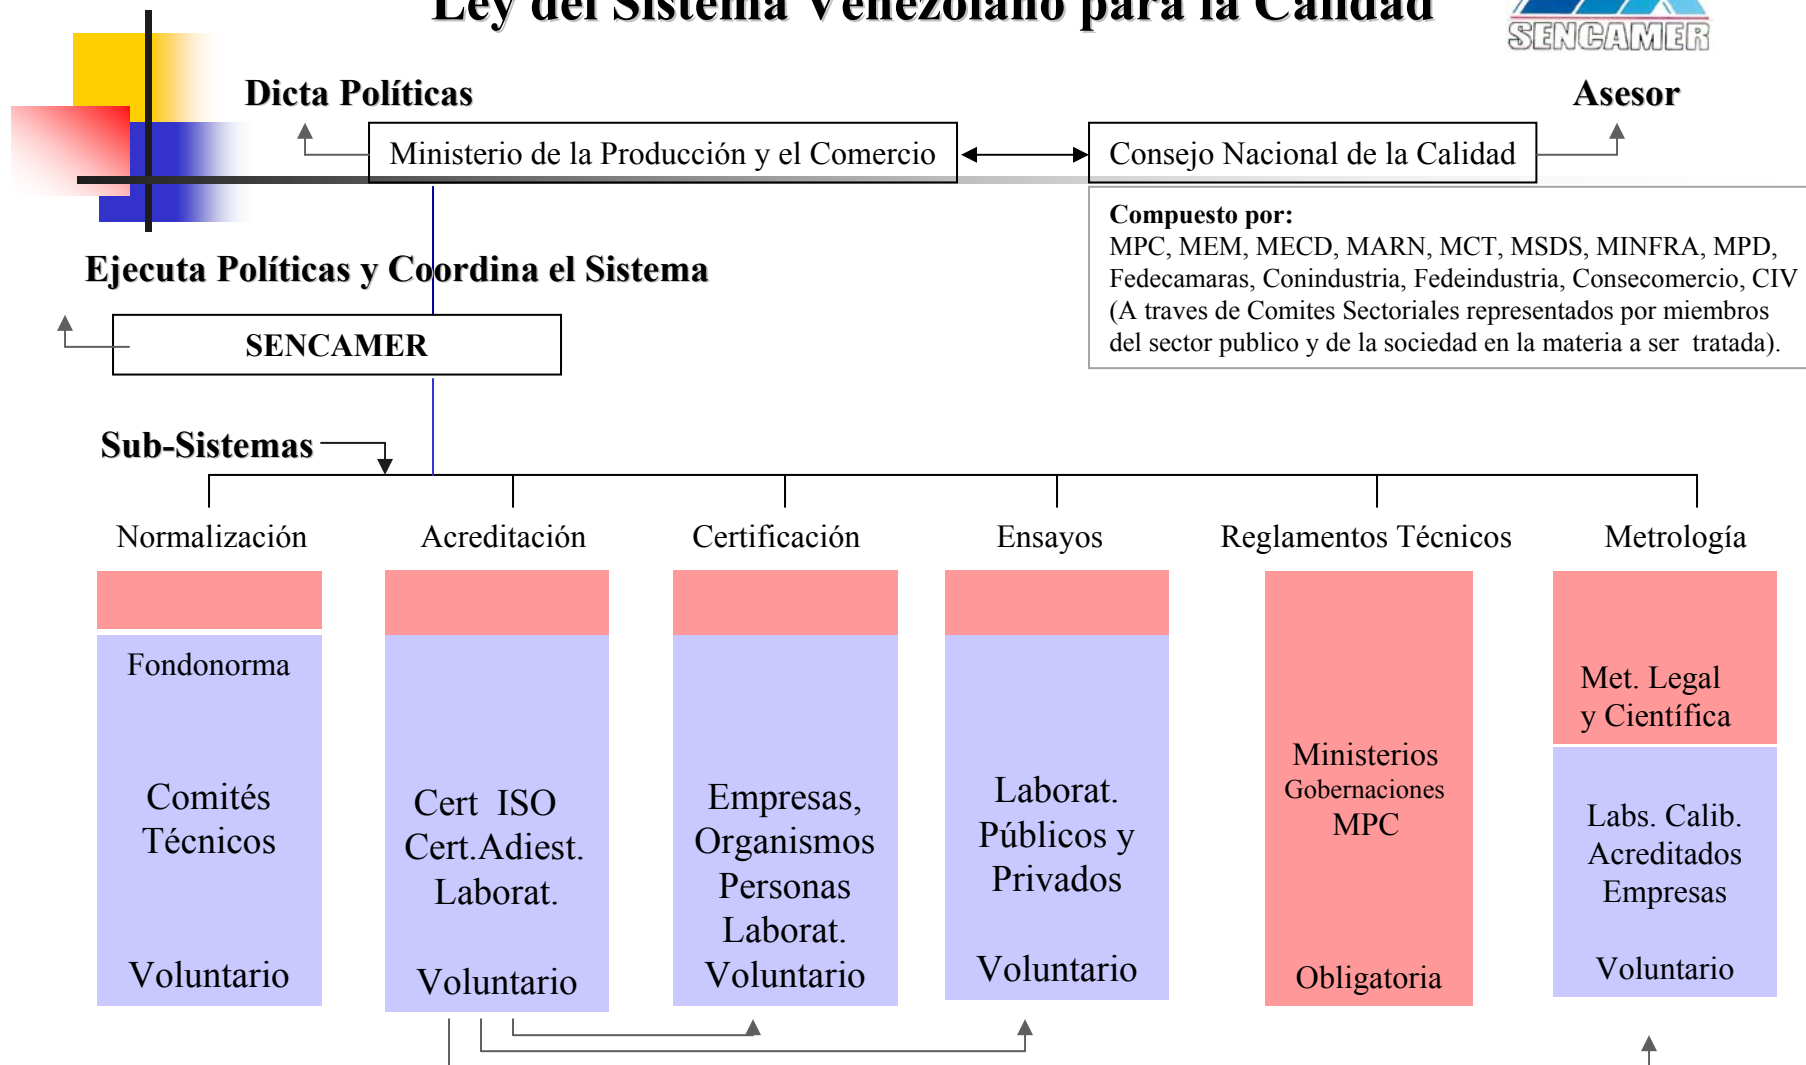 Ley del Sistema Venezolano para la Calidad
SENCAMER
Dicta Políticas
Asesor
Ministerio de la Producción y el Comercio
Consejo Nacional de la Calidad
Compuesto por:
MPC, MEM, MECD, MARN, MCT, MSDS, MINFRA, MPD,
Fedecamaras, Conindustria, Fedeindustria, Consecomercio, CIV
(A traves de Comites Sectoriales representados por miembros
del sector publico y de la sociedad en la materia a ser tratada).
Ejecuta Políticas y Coordina el Sistema
SENCAMER
Sub-Sistemas
Normalización
Acreditación
Certificación
Ensayos
Reglamentos Técnicos
Metrología
Fondonorma
Comités
Técnicos
Voluntario
Cert ISO
Cert.Adiest.
Laborat.
Voluntario
Empresas,
Organismos
Personas
Laborat.
Voluntario
Laborat.
Públicos y
Privados
Voluntario
Ministerios
Gobernaciones
MPC
Obligatoria
Met. Legal
y Científica
Labs. Calib.
Acreditados
Empresas
Voluntario